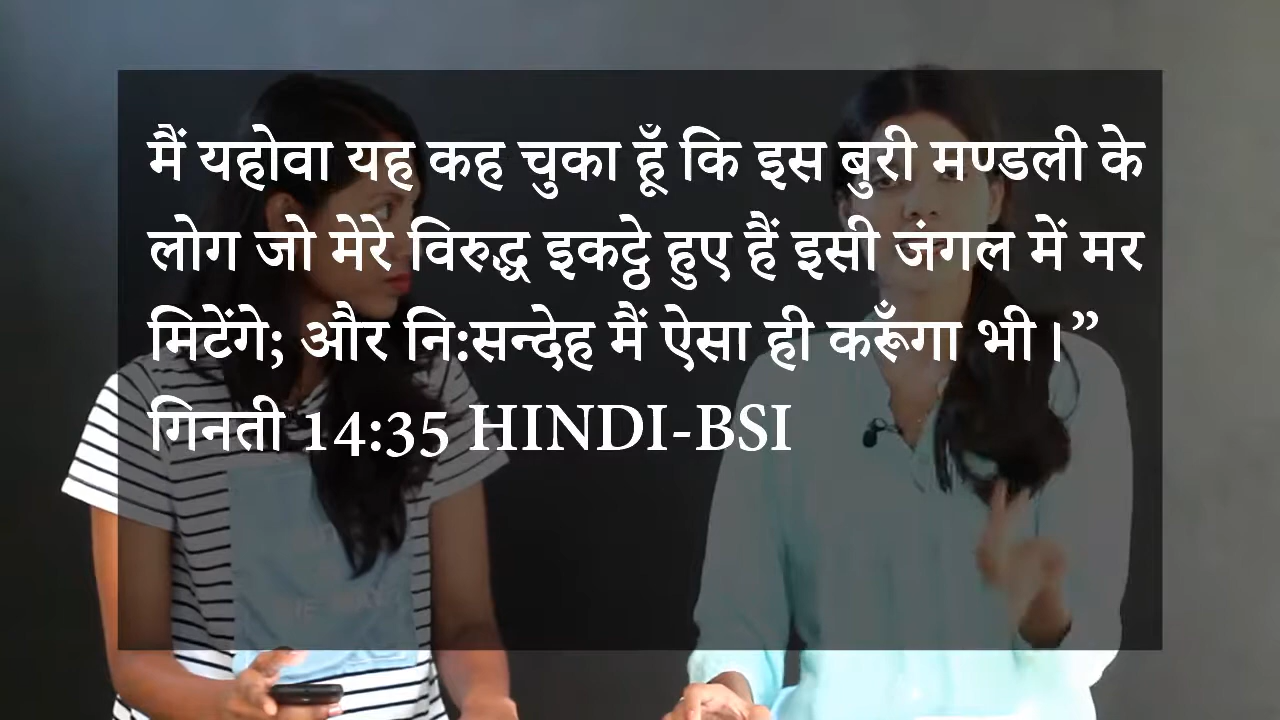 मैं यहोवा यह कह चुका हूँ कि इस बुरी मण्डली के
लोग जो मेरे विरुद्ध इकट्ठे हुए हैं इसी जंगल में मर
मिटेंगे; और नि:सन्देह मैं ऐसा ही करूँगा भी।”
गिनती 14:35 HINDI-BSI